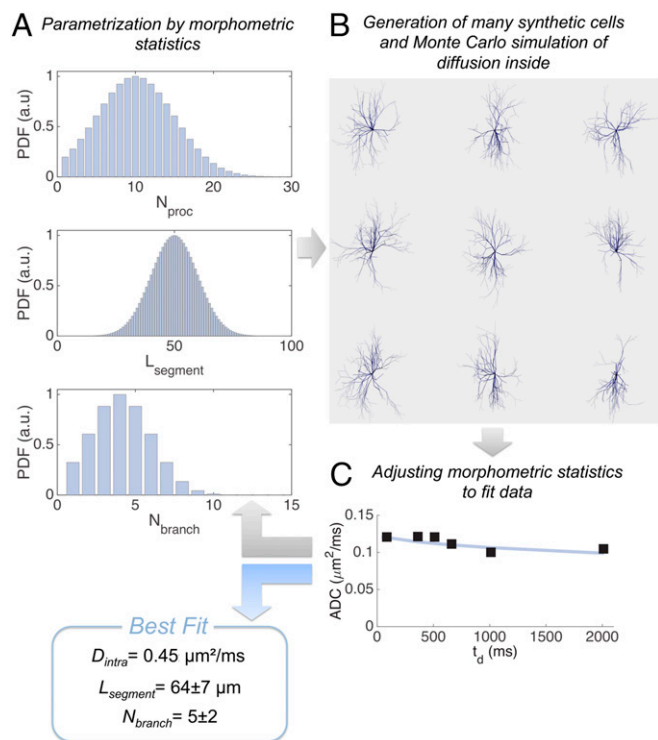 A
Parametrization by morphometric
statistics
PDF (a.u)
1
0.5
0
0
10
20
30
N_proc
PDF (a.u.)
1
0.5
0
0
50
100
L_segment
PDF (a.u.)
1
0.5
0
0
5
10
15
N_branch
B
Generation of many synthetic cells
and Monte Carlo simulation of
diffusion inside
C
Adjusting morphometric statistics
to fit data
ADC (μm²/ms)
0.15
0.1
0.05
0
0
500
1000
1500
2000
t_d (ms)
Best Fit
D_intra= 0.45 μm²/ms
L_segment= 64±7 μm
N_branch= 5±2